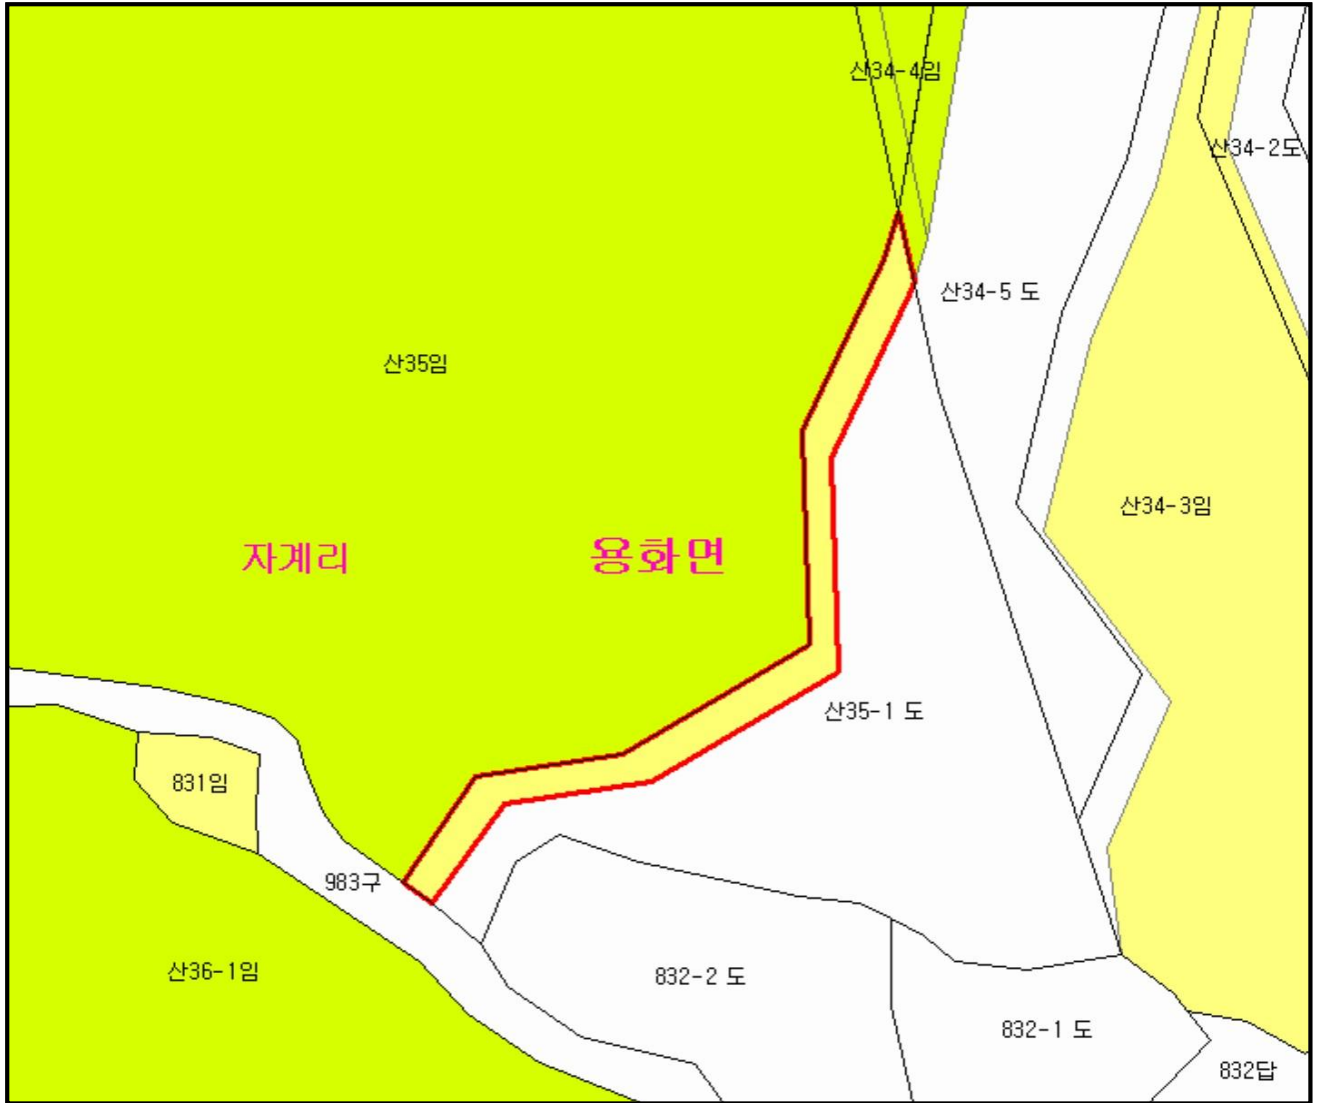 산34-4임
산34-2도
산34-5 도
산35임
산34-3임
자계리
용화면
산35-1 도
831임
983구
산36-1임
832-2 도
832-1 도
832답